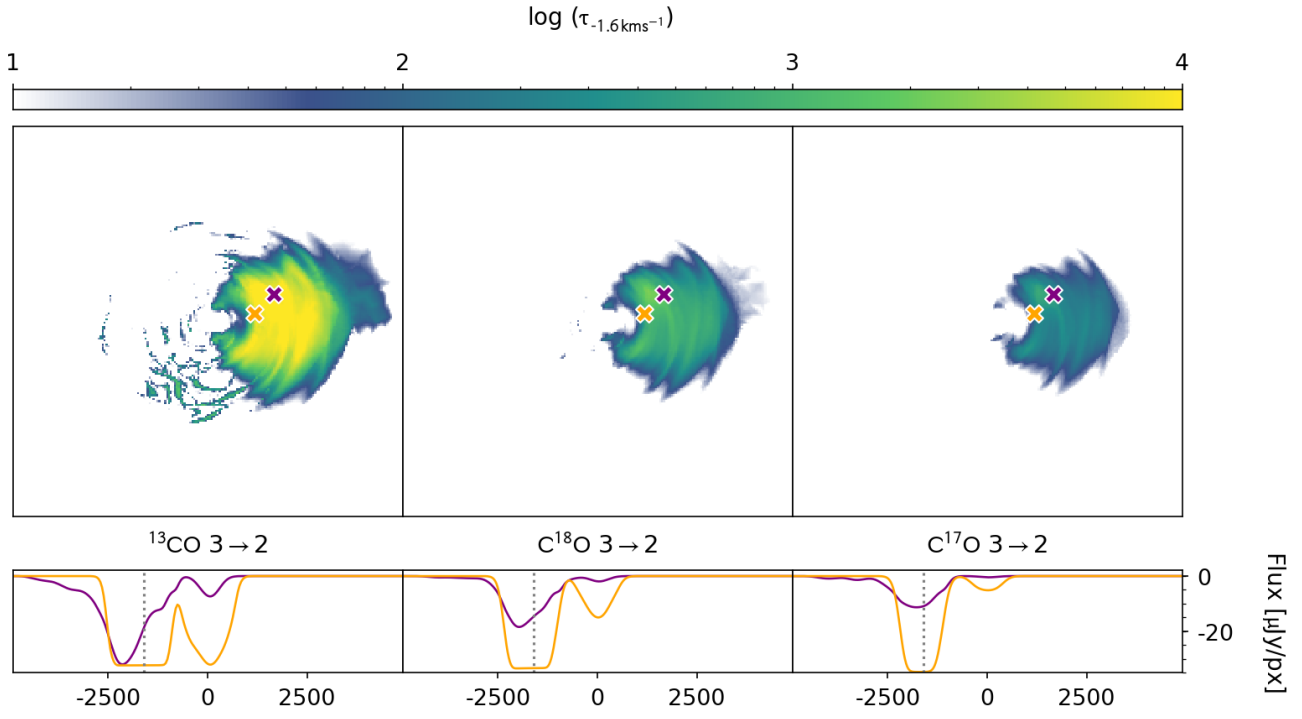 log (τ-1.6kms⁻¹)
1 2 3 4
¹³CO 3→2 C¹⁸O 3→2 C¹⁷O 3→2
0
-20
Flux [μJy/px]
-2500 0 2500 -2500 0 2500 -2500 0 2500